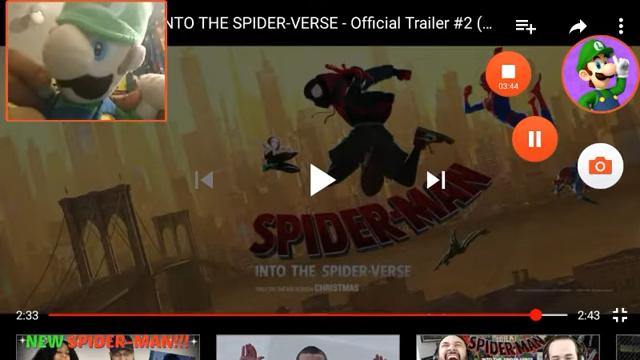 INTO THE SPIDER-VERSE - Official Trailer #2 (...
03:44
SPIDER-MAN
INTO THE SPIDER-VERSE
CHRISTMAS
2:33
2:43
NEW SPIDER-MAN!!!
SPIDER-MAN